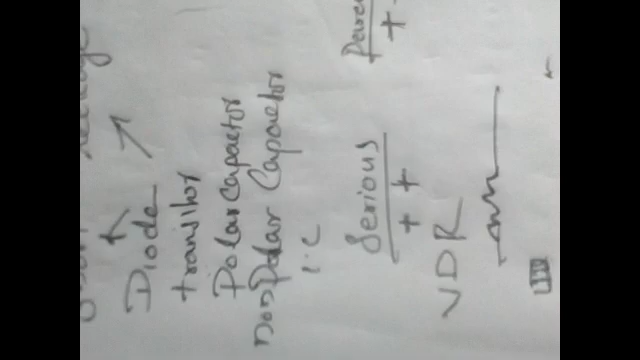 Diode
transistor
Polar Capacitor
non Polar Capacitor
I.C
Serious
+ +
VDR